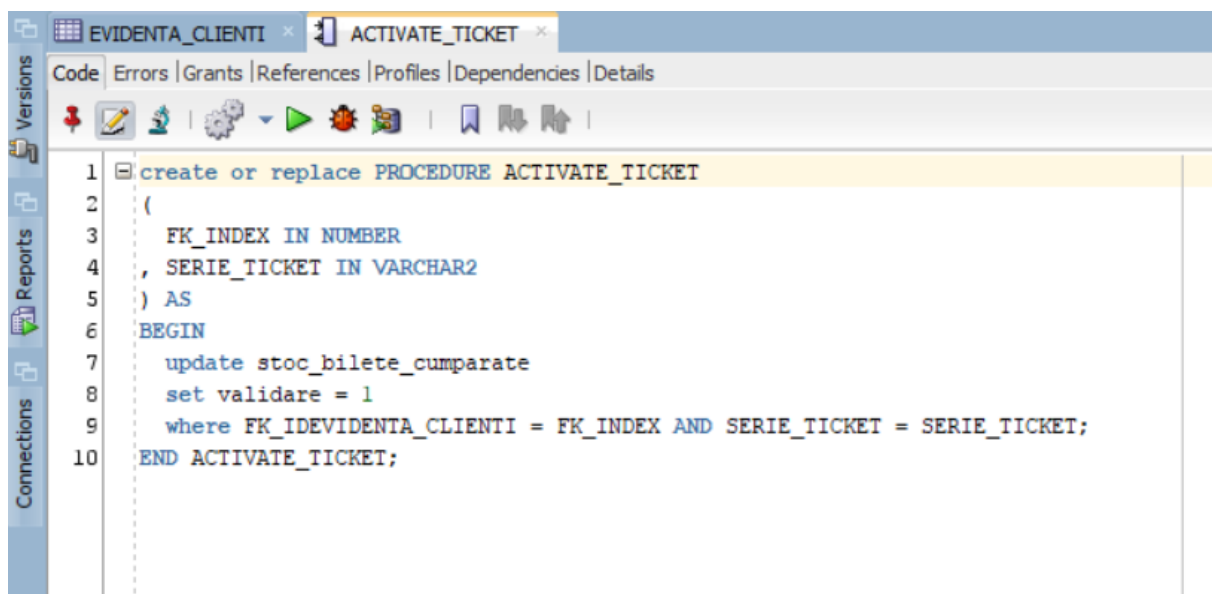 EVIDENTA_CLIENTI × ACTIVATE_TICKET ×
Code Errors |Grants |References |Profiles |Dependencies |Details
Versions
Reports
Connections
1 create or replace PROCEDURE ACTIVATE_TICKET
2 (
3 FK_INDEX IN NUMBER
4 , SERIE_TICKET IN VARCHAR2
5 ) AS
6 BEGIN
7 update stoc_bilete_cumparate
8 set validare = 1
9 where FK_IDEVIDENTA_CLIENTI = FK_INDEX AND SERIE_TICKET = SERIE_TICKET;
10 END ACTIVATE_TICKET;